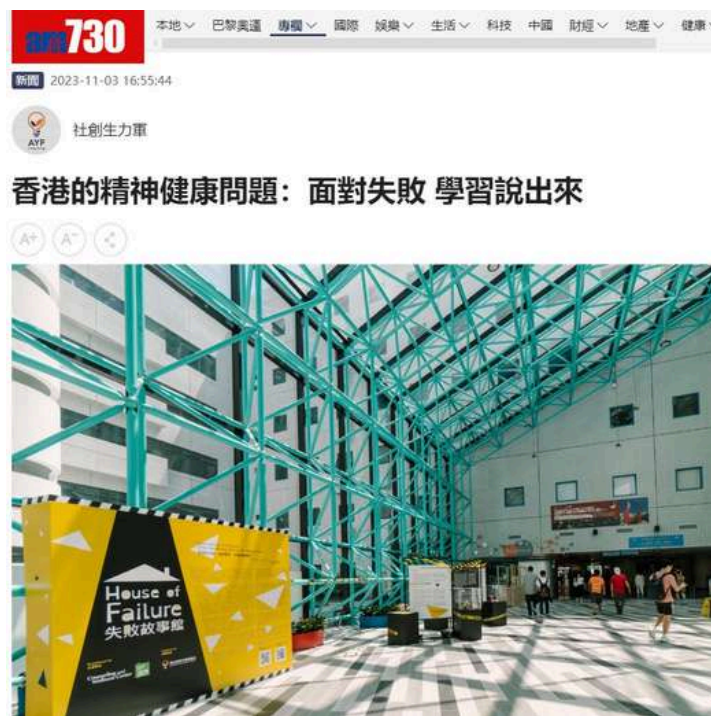 am730
本地 巴黎奧運 專欄 國際 娛樂 生活 科技 中國 財經 地產 健康
新聞 2023-11-03 16:55:44
AYF
社創生力軍
香港的精神健康問題：面對失敗 學習說出來
A+ A-
House of
Failure
失敗故事館